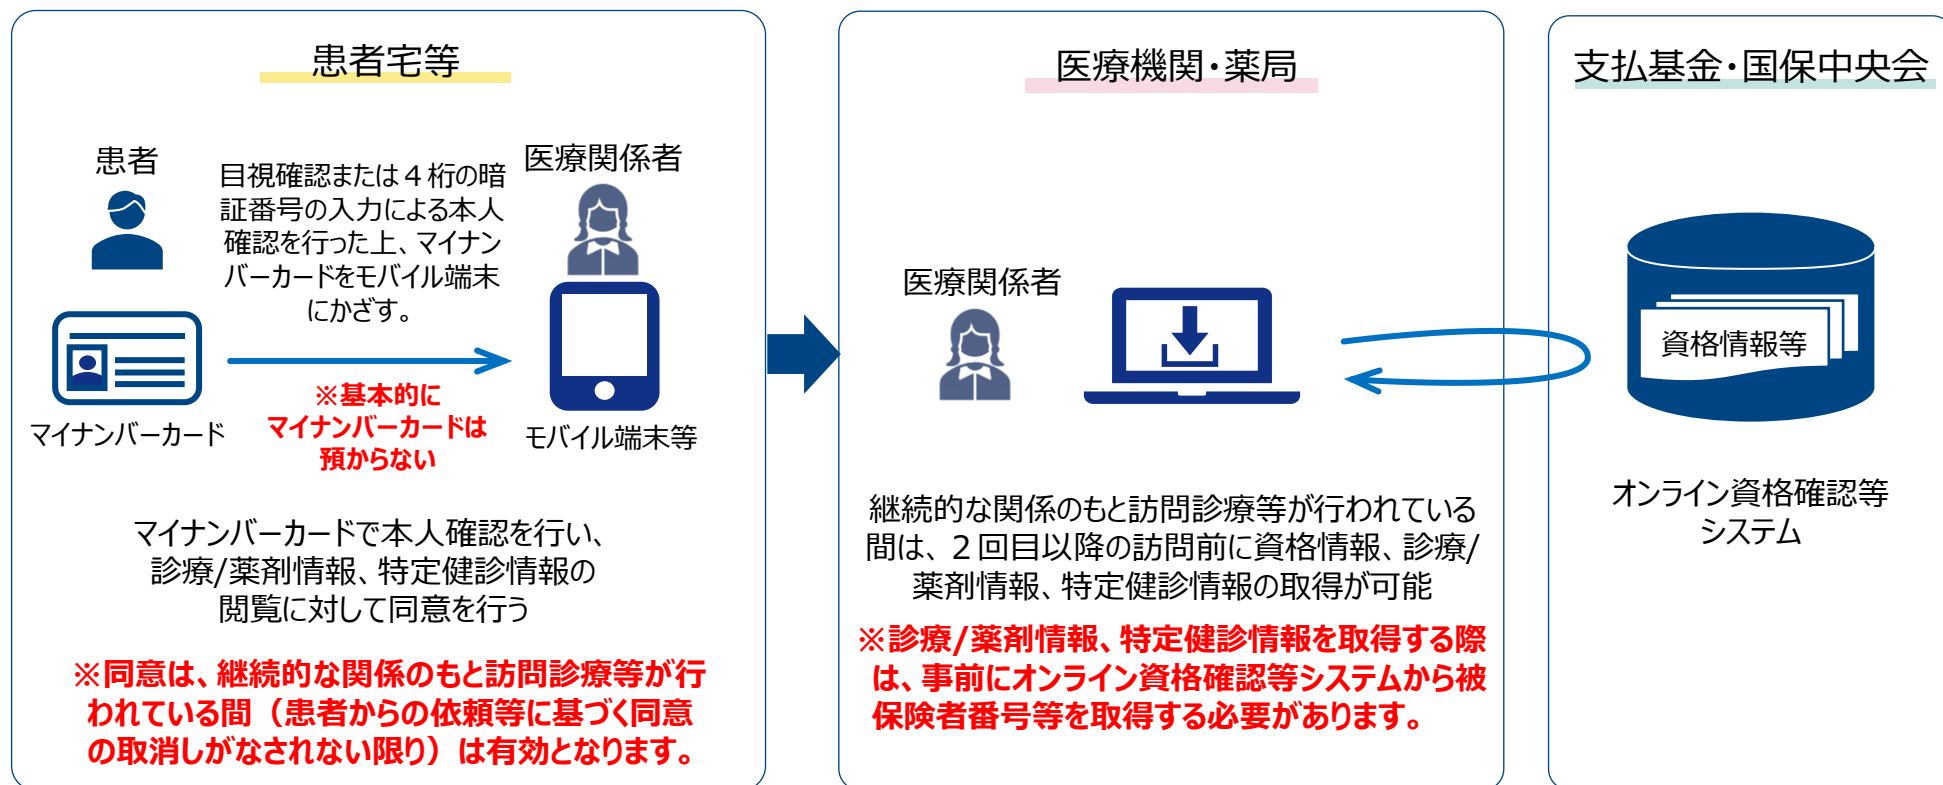 患者宅等
患者
目視確認または４桁の暗
証番号の入力による本人
確認を行った上、マイナン
バーカードをモバイル端末
にかざす。
医療関係者
※基本的に
マイナンバーカードは
預からない
マイナンバーカード
モバイル端末等
マイナンバーカードで本人確認を行い、
診療/薬剤情報、特定健診情報の
閲覧に対して同意を行う
※同意は、継続的な関係のもと訪問診療等が行
われている間（患者からの依頼等に基づく同意
の取消しがなされない限り）は有効となります。
医療機関・薬局
医療関係者
継続的な関係のもと訪問診療等が行われている
間は、２回目以降の訪問前に資格情報、診療/
薬剤情報、特定健診情報の取得が可能
※診療/薬剤情報、特定健診情報を取得する際
は、事前にオンライン資格確認等システムから被
保険者番号等を取得する必要があります。
支払基金・国保中央会
資格情報等
オンライン資格確認等
システム